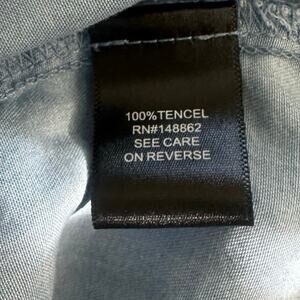 100%TENCEL
RN#148862
SEE CARE
ON REVERSE